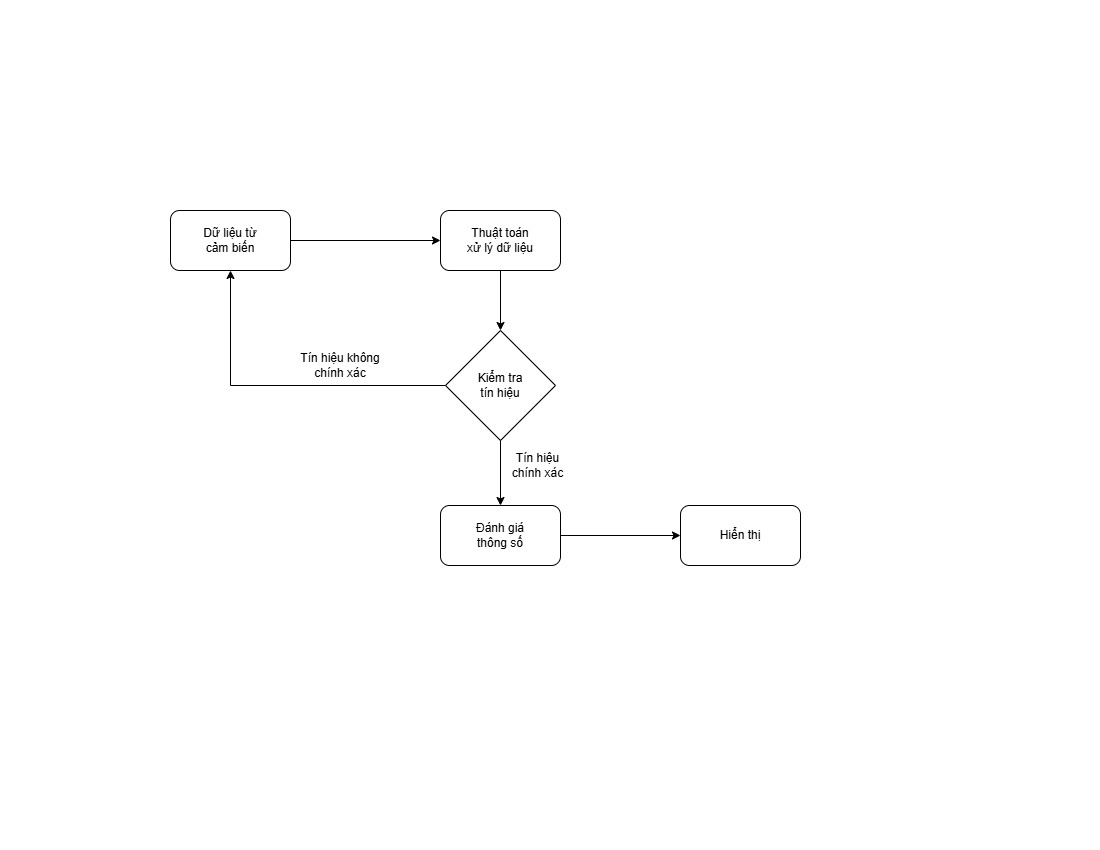 Dữ liệu từ
cảm biến
Thuật toán
xử lý dữ liệu
Tín hiệu không
chính xác
Kiểm tra
tín hiệu
Tín hiệu
chính xác
Đánh giá
thông số
Hiển thị